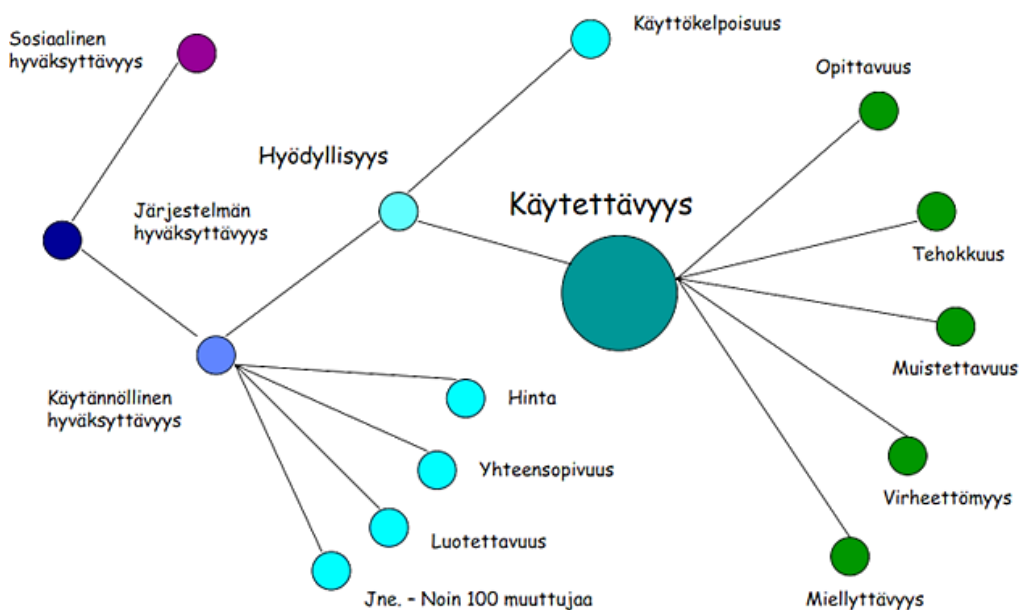 Sosiaalinen
hyväksyttävyys
Käyttökelpoisuus
Opittavuus
Hyödyllisyys
Järjestelmän
hyväksyttävyys
Käytettävyys
Tehokkuus
Muistettavuus
Käytännöllinen
hyväksyttävyys
Hinta
Yhteensopivuus
Virheettömyys
Luotettavuus
Jne. - Noin 100 muuttujaa
Miellyttävyys